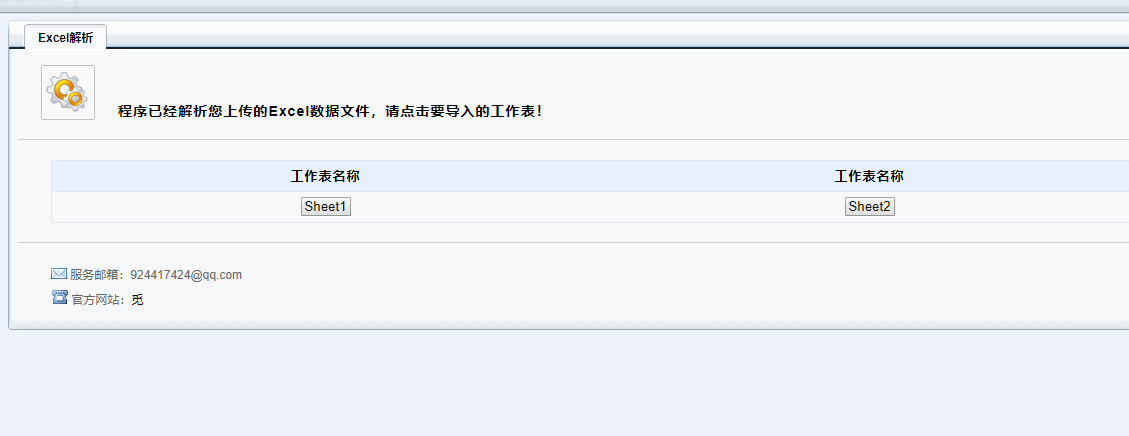 Excel解析
程序已经解析您上传的Excel数据文件，请点击要导入的工作表！
工作表名称 工作表名称
Sheet1 Sheet2
服务邮箱：924417424@qq.com
官方网站：觅